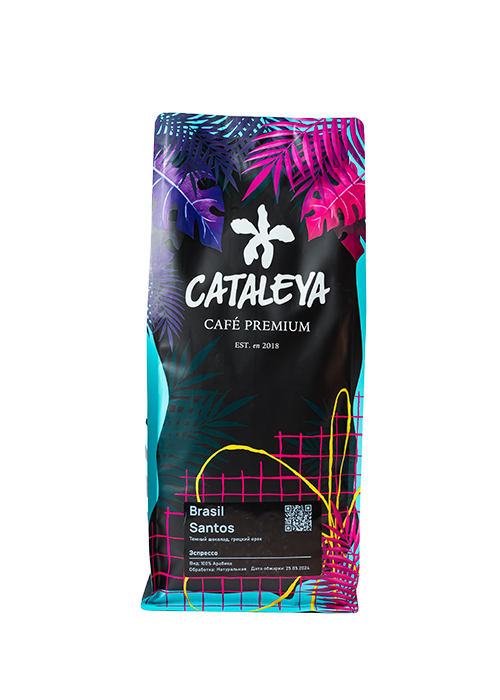 CATALEYA
CAFÉ PREMIUM
EST. en 2018
Brasil
Santos
Темный шоколад, грецкий орех
Эспрессо
Вид: 100% Арабика
Обработка: Натуральная Дата обжарки: 25.05.2024